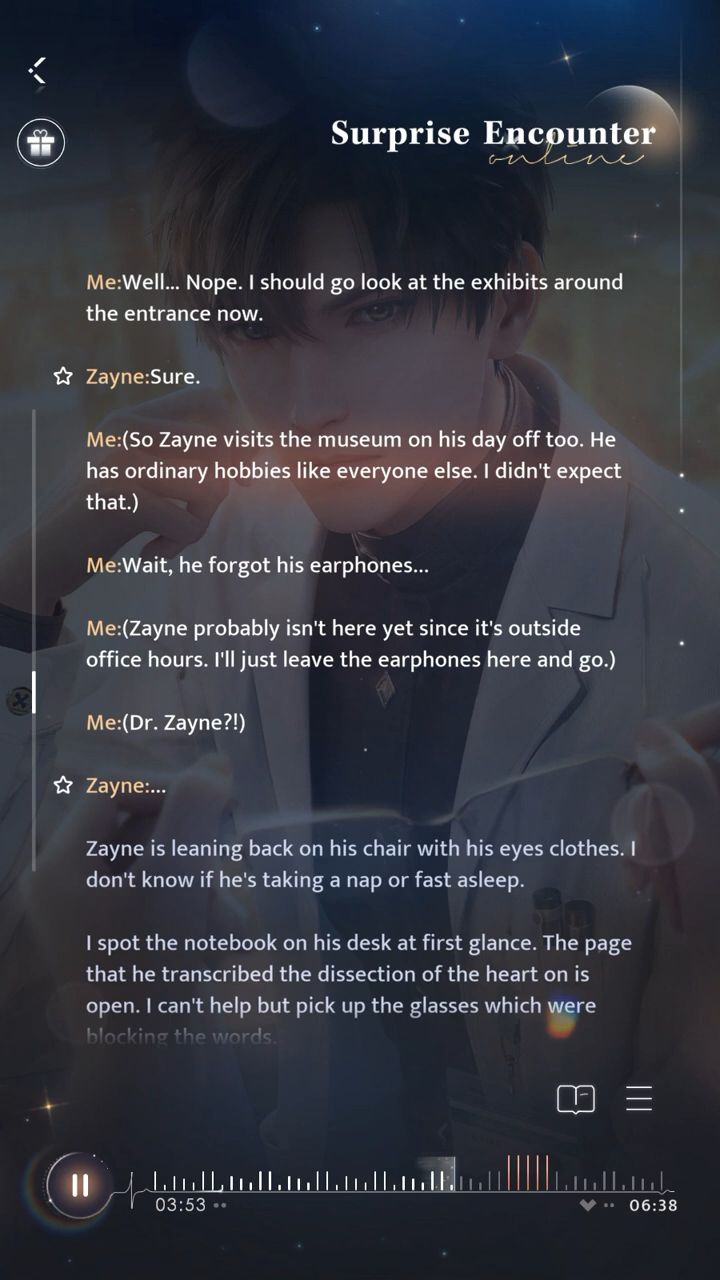 Surprise Encounter
online
Me:Well... Nope. I should go look at the exhibits around
the entrance now.
Zayne:Sure.
Me:(So Zayne visits the museum on his day off too. He
has ordinary hobbies like everyone else. I didn't expect
that.)
Me:Wait, he forgot his earphones...
Me:(Zayne probably isn't here yet since it's outside
office hours. I'll just leave the earphones here and go.)
Me:(Dr. Zayne?!)
Zayne:...
Zayne is leaning back on his chair with his eyes clothes. I
don't know if he's taking a nap or fast asleep.
I spot the notebook on his desk at first glance. The page
that he transcribed the dissection of the heart on is
open. I can't help but pick up the glasses which were
blocking the words.
03:53
06:38